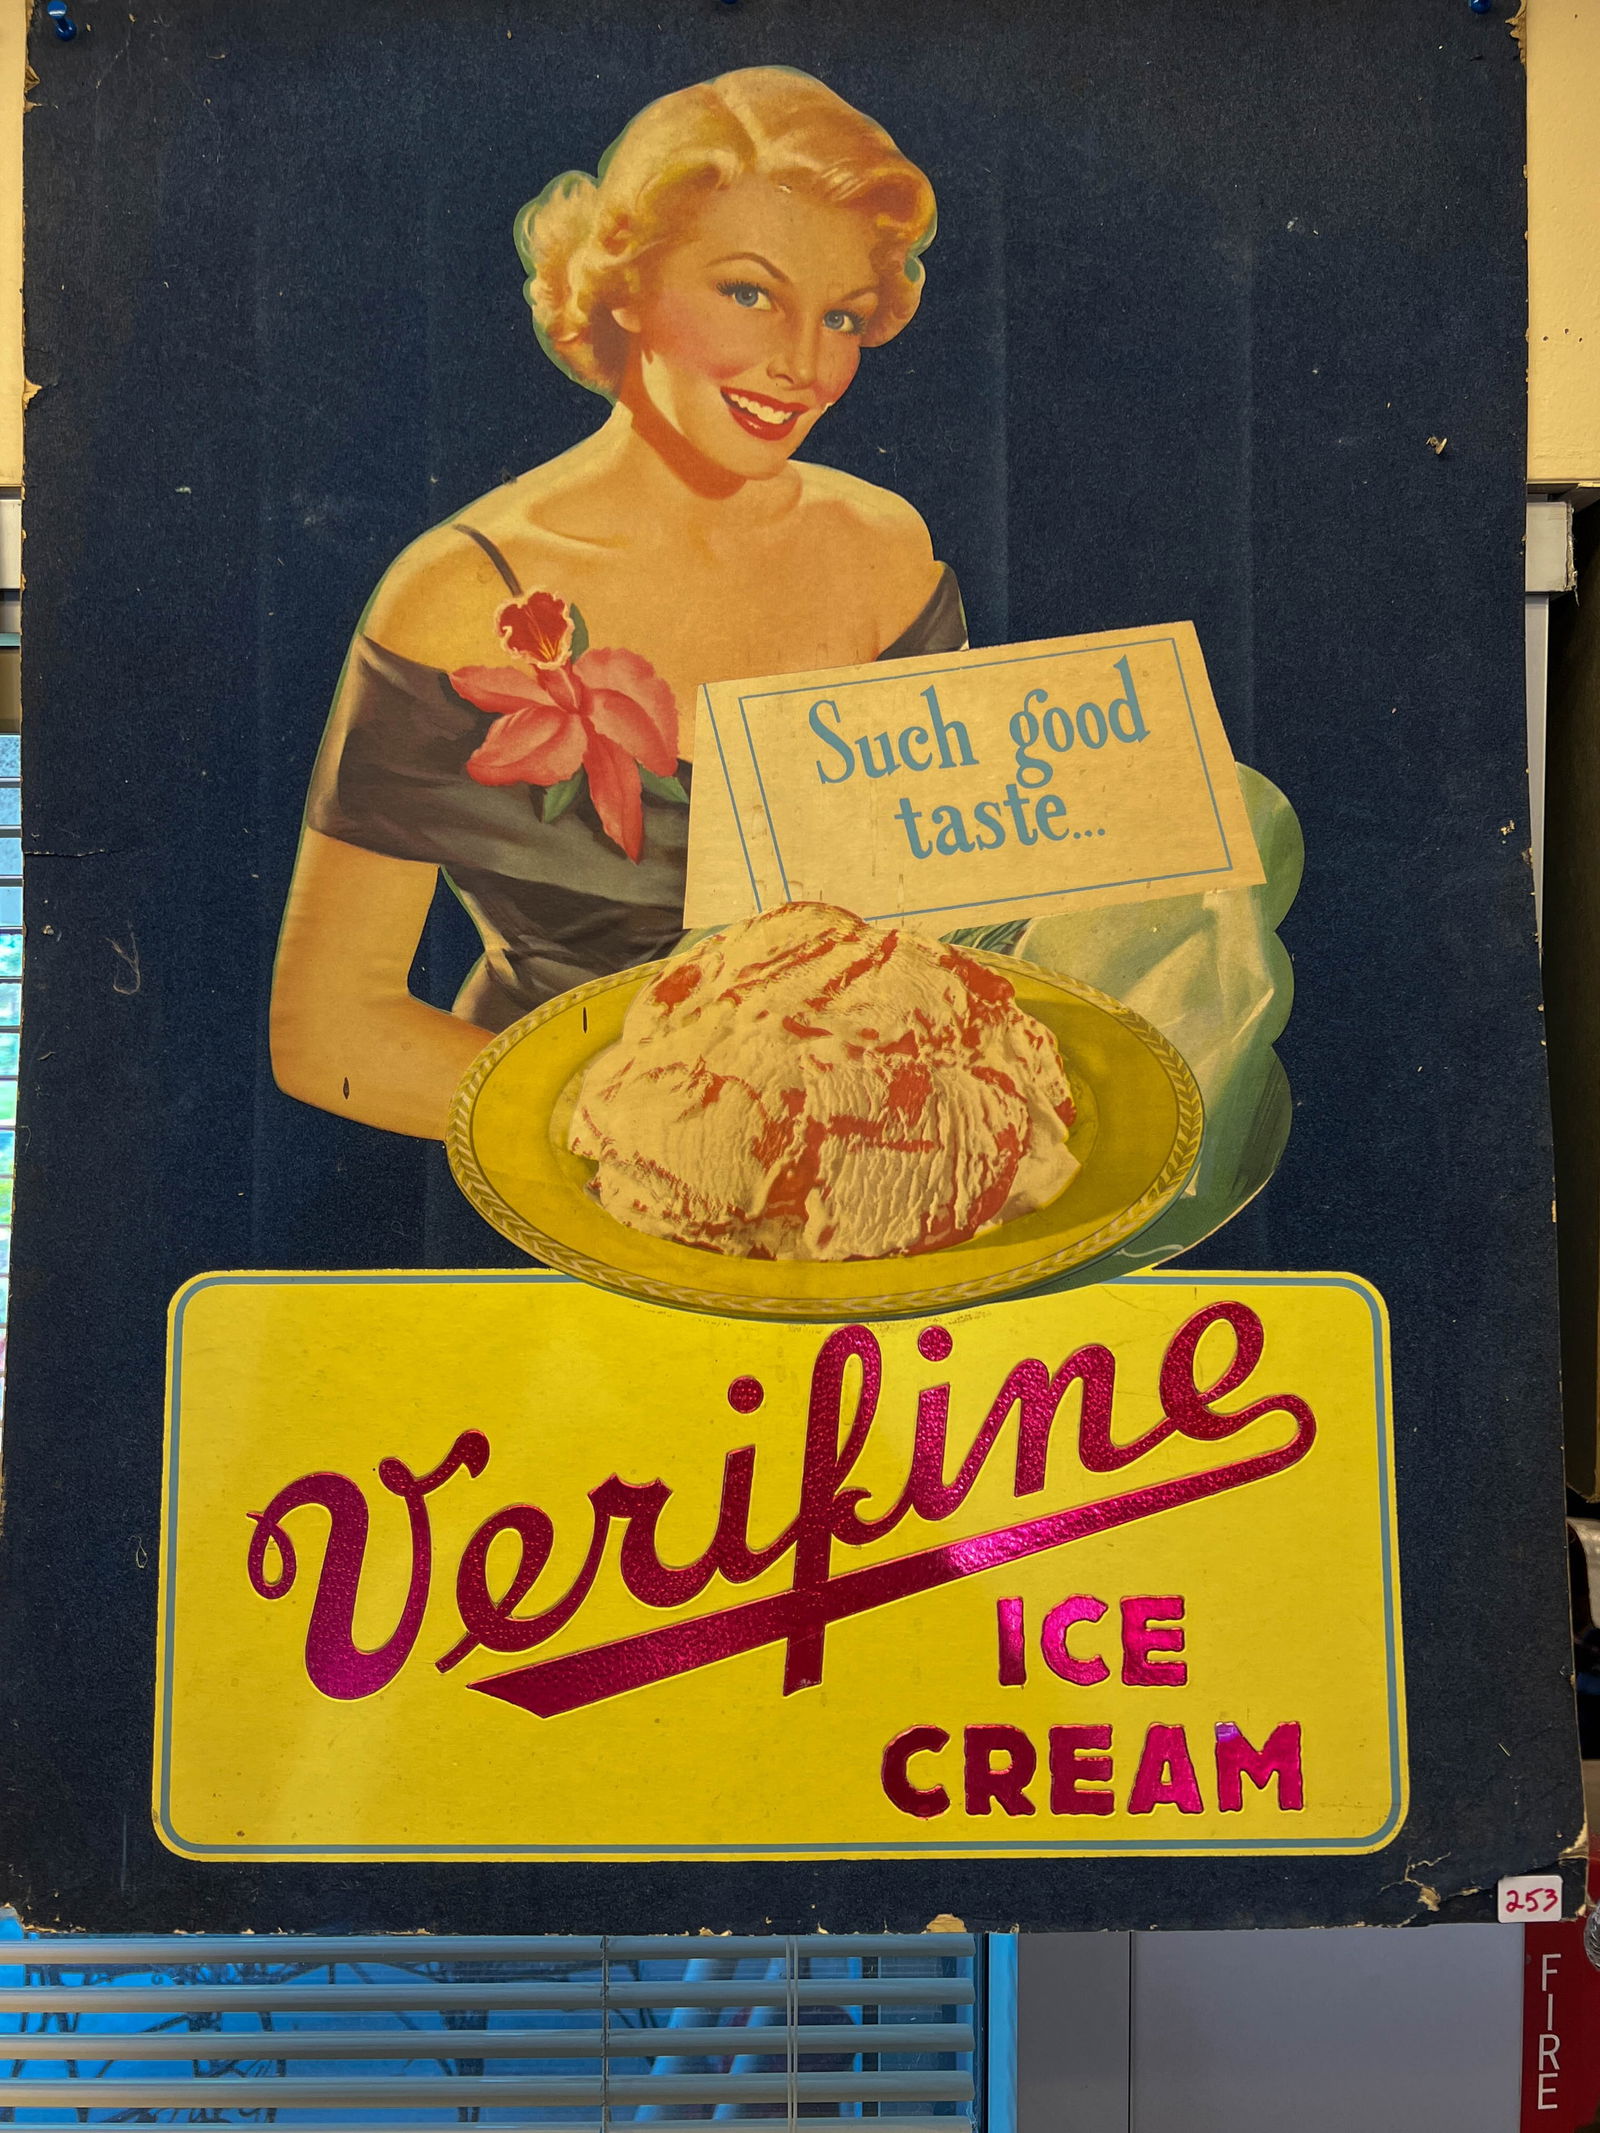 Such good
taste...
Verifine
ICE
CREAM
253
FIRE